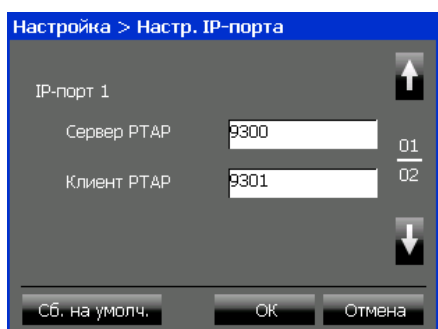 Настройка > Настр. IP-порта
IP-порт 1
Сервер PTAP 9300
01
Клиент PTAP 9301
02
Сб. на умолч. ОК Отмена